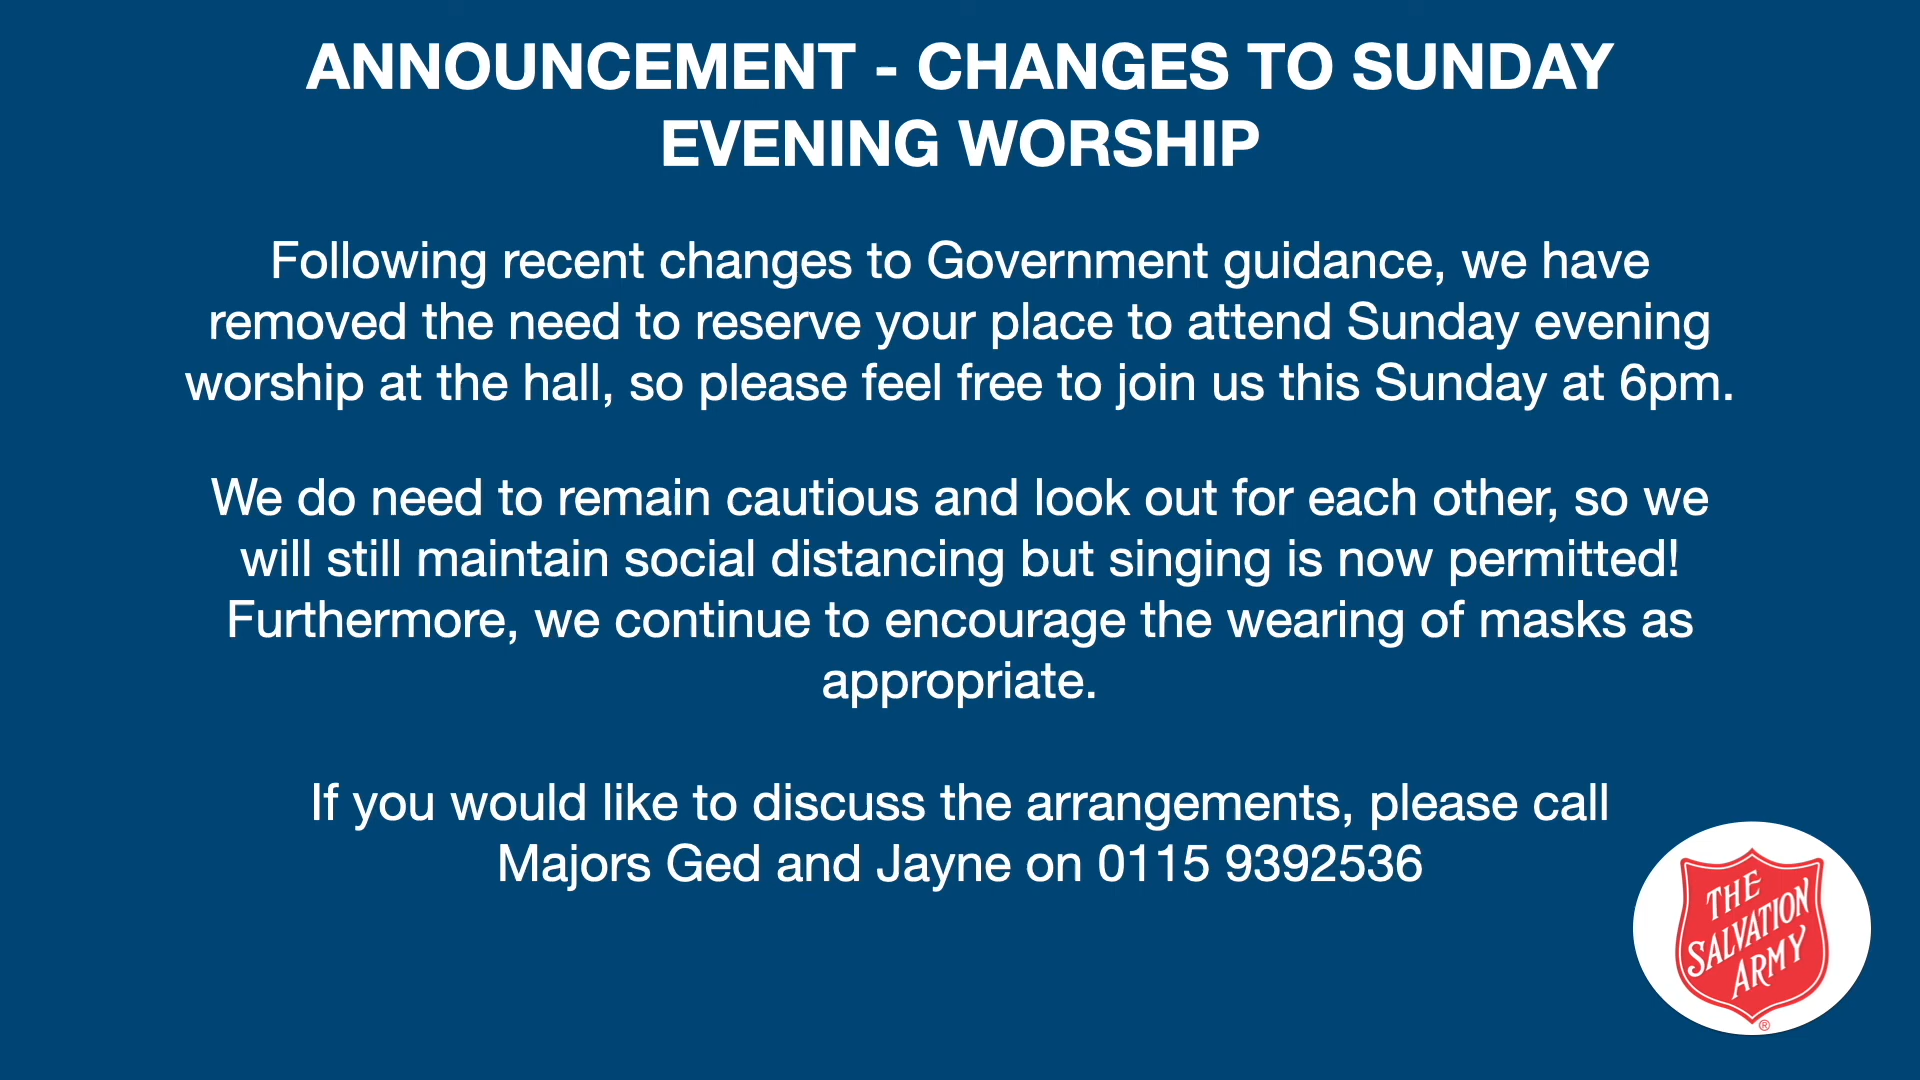 ANNOUNCEMENT - CHANGES TO SUNDAY
EVENING WORSHIP
Following recent changes to Government guidance, we have
removed the need to reserve your place to attend Sunday evening
worship at the hall, so please feel free to join us this Sunday at 6pm.
We do need to remain cautious and look out for each other, so we
will still maintain social distancing but singing is now permitted!
Furthermore, we continue to encourage the wearing of masks as
appropriate.
If you would like to discuss the arrangements, please call
Majors Ged and Jayne on 0115 9392536
THE
SALVATION
ARMY
®